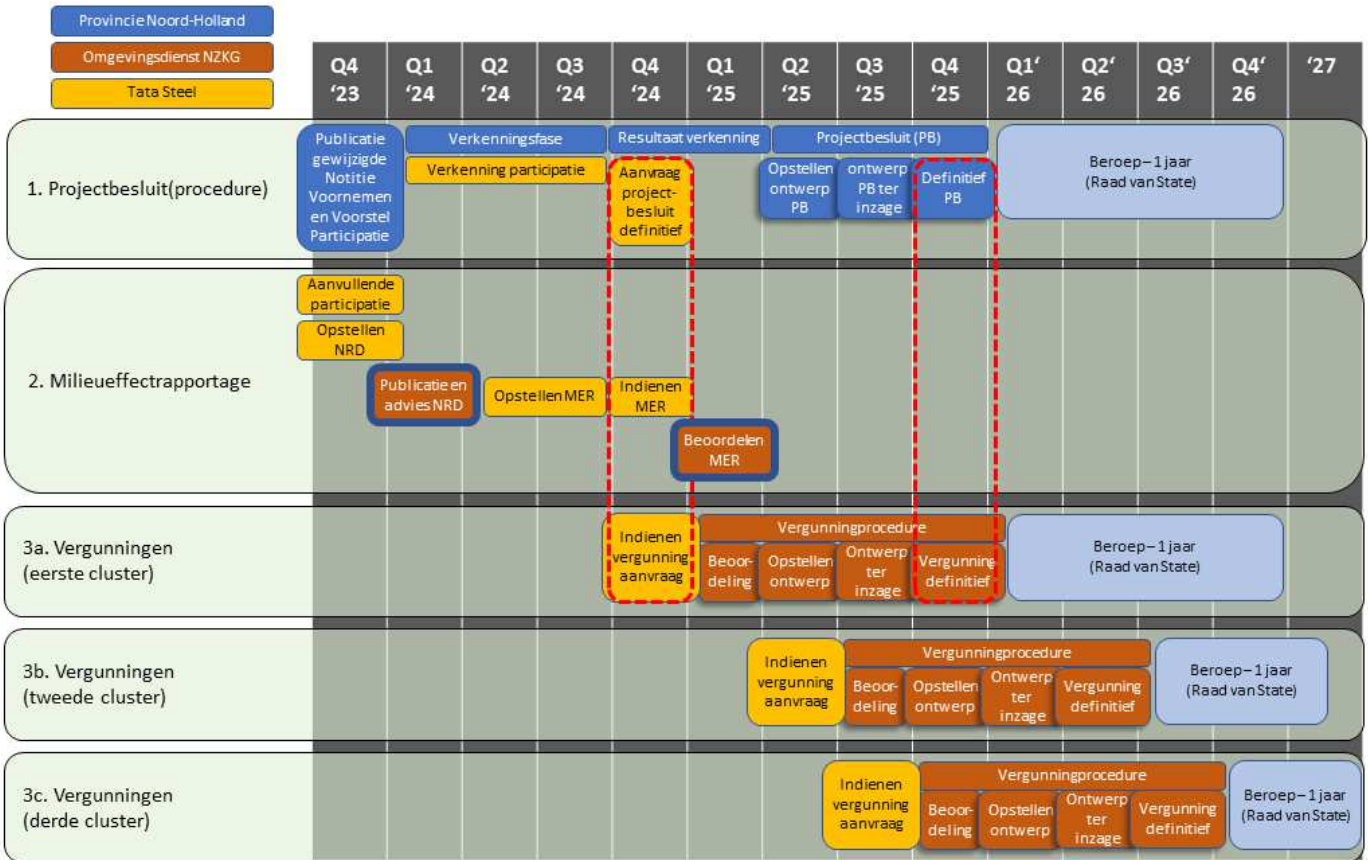 Provincie Noord-Holland
Omgevingsdienst NZKG
Tata Steel
Q4 '23
Q1 '24
Q2 '24
Q3 '24
Q4 '24
Q1 '25
Q2 '25
Q3 '25
Q4 '25
Q1' 26
Q2' 26
Q3' 26
Q4' 26
'27
1. Projectbesluit(procedure)
Publicatie
gewijzigde
Notitie
Voornemen
en Voorstel
Participatie
Verkenningsfase
Resultaat verkenning
Projectbesluit (PB)
Verkenning participatie
Aanvraag
project-
besluit
definitief
Opstellen
ontwerp
PB
ontwerp
PB ter
inzage
Definitief
PB
Beroep – 1 jaar
(Raad van State)
2. Milieueffectrapportage
Aanvullende
participatie
Opstellen
NRD
Publicatie en
advies NRD
Opstellen MER
Indienen
MER
Beoordelen
MER
3a. Vergunningen
(eerste cluster)
Indienen
vergunning
aanvraag
Vergunningprocedure
Beoor-
deling
Opstellen
ontwerp
Ontwerp
ter
inzage
Vergunning
definitief
Beroep – 1 jaar
(Raad van State)
3b. Vergunningen
(tweede cluster)
Indienen
vergunning
aanvraag
Vergunningprocedure
Beoor-
deling
Opstellen
ontwerp
Ontwerp
ter
inzage
Vergunning
definitief
Beroep – 1 jaar
(Raad van State)
3c. Vergunningen
(derde cluster)
Indienen
vergunning
aanvraag
Vergunningprocedure
Beoor-
deling
Opstellen
ontwerp
Ontwerp
ter
inzage
Vergunning
definitief
Beroep – 1 jaar
(Raad van State)